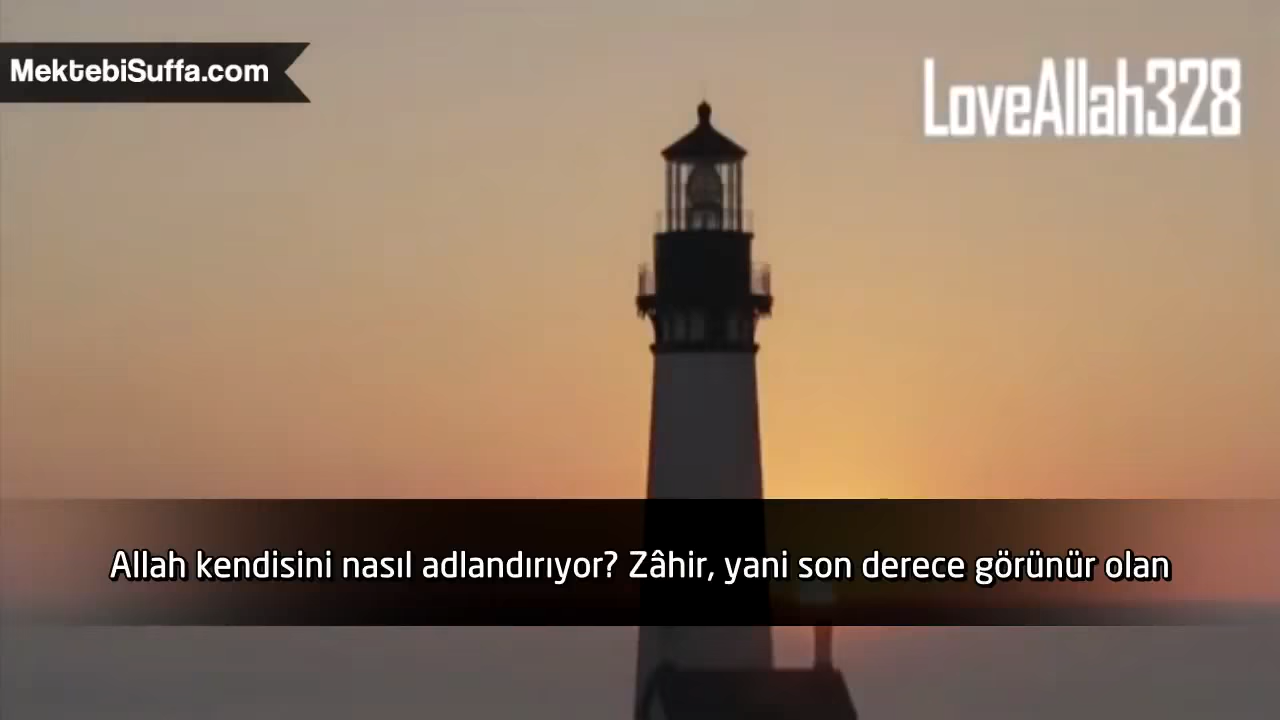 MektebiSuffa.com
LoveAllah328
Allah kendisini nasıl adlandırıyor? Zâhir, yani son derece görünür olan